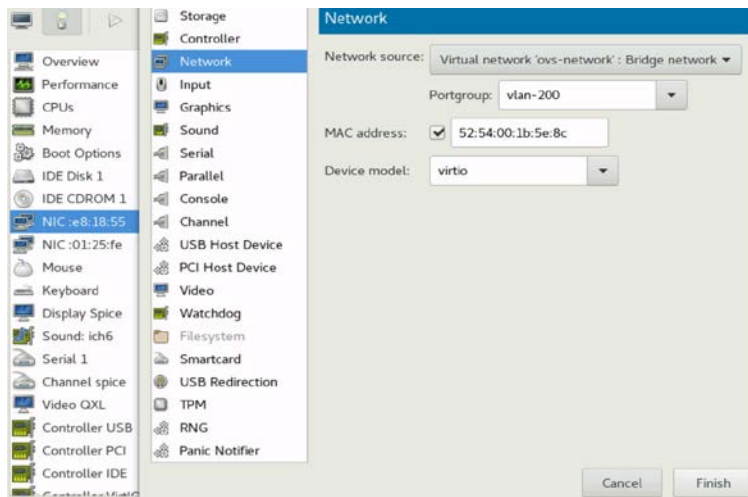 Overview
Performance
CPUs
Memory
Boot Options
IDE Disk 1
IDE CDROM 1
NIC :e8:18:55
NIC :01:25:fe
Mouse
Keyboard
Display Spice
Sound: ich6
Serial 1
Channel spice
Video QXL
Controller USB
Controller PCI
Controller IDE
Storage
Controller
Network
Input
Graphics
Sound
Serial
Parallel
Console
Channel
USB Host Device
PCI Host Device
Video
Watchdog
Filesystem
Smartcard
USB Redirection
TPM
RNG
Panic Notifier
Network
Network source: Virtual network 'ovs-network' : Bridge network
Portgroup: vlan-200
MAC address: 52:54:00:1b:5e:8c
Device model: virtio
Cancel Finish